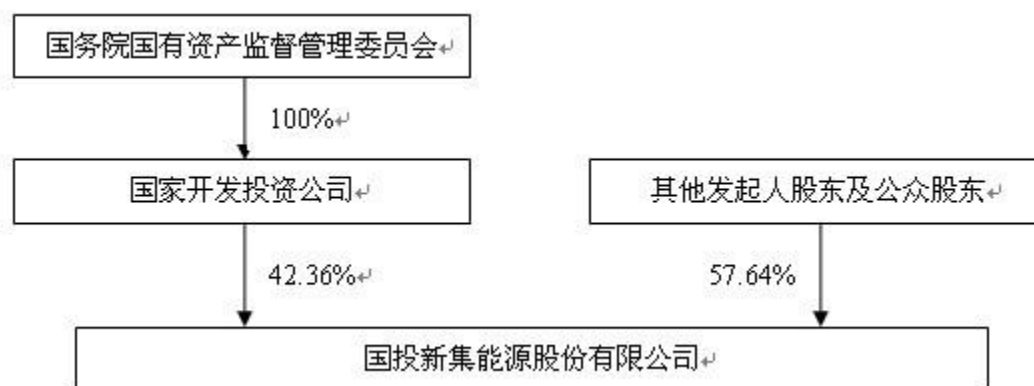 国务院国有资产监督管理委员会
100%
国家开发投资公司
其他发起人股东及公众股东
42.36%
57.64%
国投新集能源股份有限公司